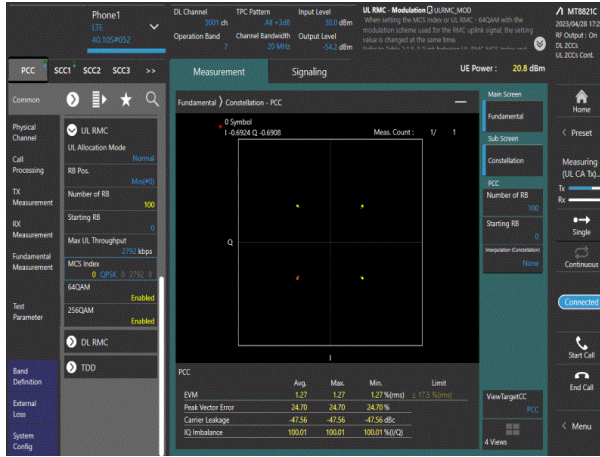 Phone1
LTE
40.105#052
DL Channel
3001 ch
TPC Pattern
All +3dB
Input Level
30.0 dBm
Operation Band
7
Channel Bandwidth
20 MHz
Output Level
-54.2 dBm
UL RMC - Modulation ULRMC_MOD
When setting the MCS Index or UL RMC - 64QAM with the
modulation scheme used for the RMC uplink signal, the setting
value is changed at the same time.
MT8821C
2023/04/28 17:2
RF Output : On
DL 2CCs
UL 2CCs Cont.
PCC
SCC1
SCC2
SCC3
>>
Measurement
Signaling
UE Power : 20.8 dBm
Common
Physical
Channel
Call
Processing
TX
Measurement
RX
Measurement
Fundamental
Measurement
Test
Parameter
Band
Definition
External
Loss
System
Config
UL RMC
UL Allocation Mode
Normal
RB Pos.
Min(#0)
Number of RB
100
Starting RB
0
Max UL Throughput
2792 kbps
MCS Index
0 QPSK 0 2792 8
64QAM
Enabled
256QAM
Enabled
DL RMC
TDD
Fundamental > Constellation - PCC
0 Symbol
I -0.6924 Q -0.6908
Meas. Count : 1/ 1
Q
I
PCC
Avg. Max. Min. Limit
EVM 1.27 1.27 1.27 %(rms) ≤ 17.5 %(rms)
Peak Vector Error 24.70 24.70 24.70 %
Carrier Leakage -47.56 -47.56 -47.56 dBc
IQ Imbalance 100.01 100.01 100.01 %(I/Q)
Main Screen
Fundamental
Sub Screen
Constellation
PCC
Number of RB
100
Starting RB
0
Interpolation (Constellation)
None
ViewTargetCC
PCC
4 Views
Home
< Preset
Measuring
(UL CA Tx)...
Tx
Rx
Single
Continuous
Connected
Start Call
End Call
< Menu